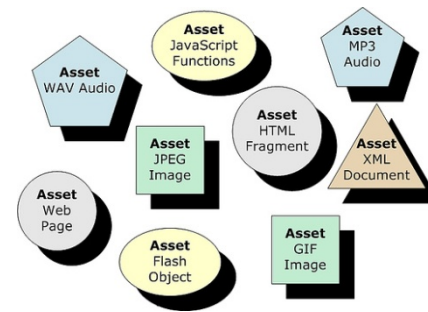 Asset
JavaScript
Functions
Asset
MP3
Audio
Asset
WAV Audio
Asset
HTML
Fragment
Asset
JPEG
Image
Asset
XML
Document
Asset
Web
Page
Asset
Flash
Object
Asset
GIF
Image